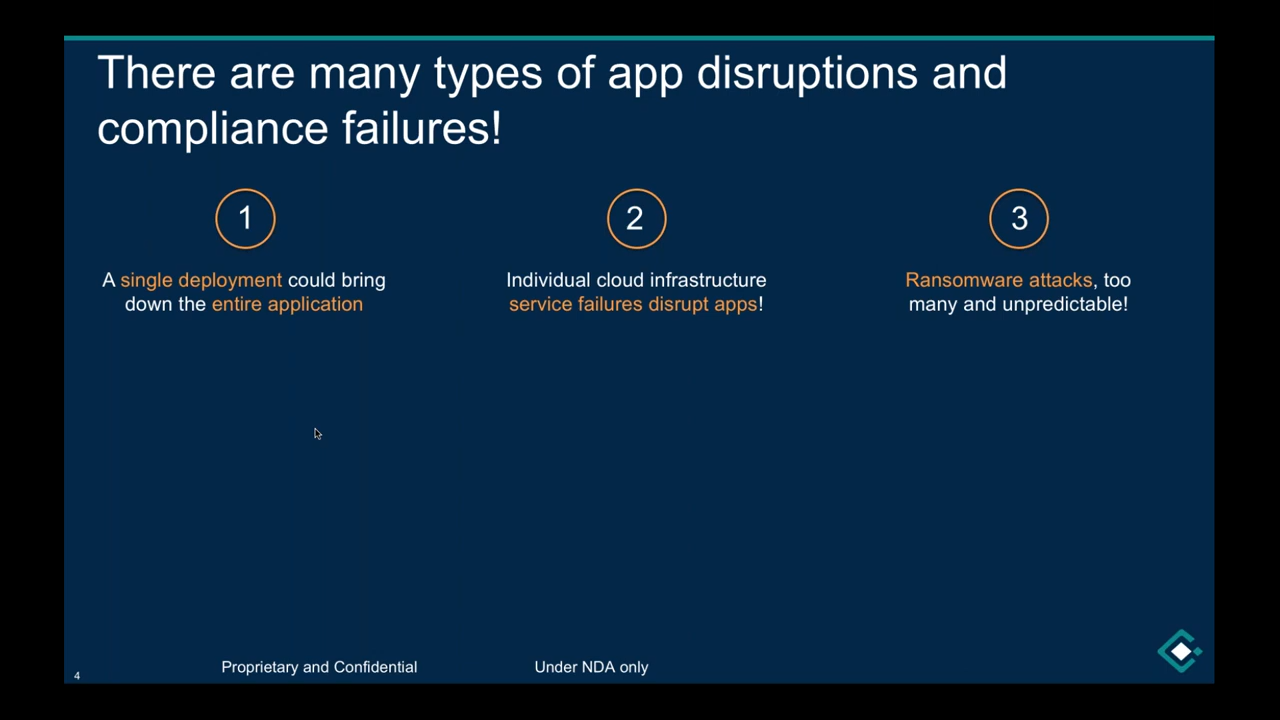 There are many types of app disruptions and
compliance failures!
1
A single deployment could bring
down the entire application
2
Individual cloud infrastructure
service failures disrupt apps!
3
Ransomware attacks, too
many and unpredictable!
4
Proprietary and Confidential
Under NDA only